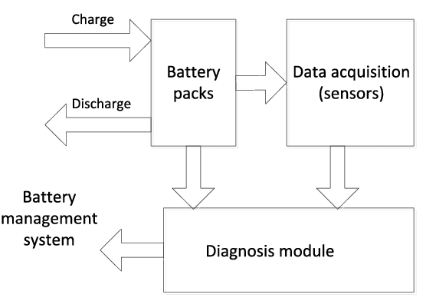 Charge
Battery
packs
Data acquisition
(sensors)
Discharge
Battery
management
system
Diagnosis module